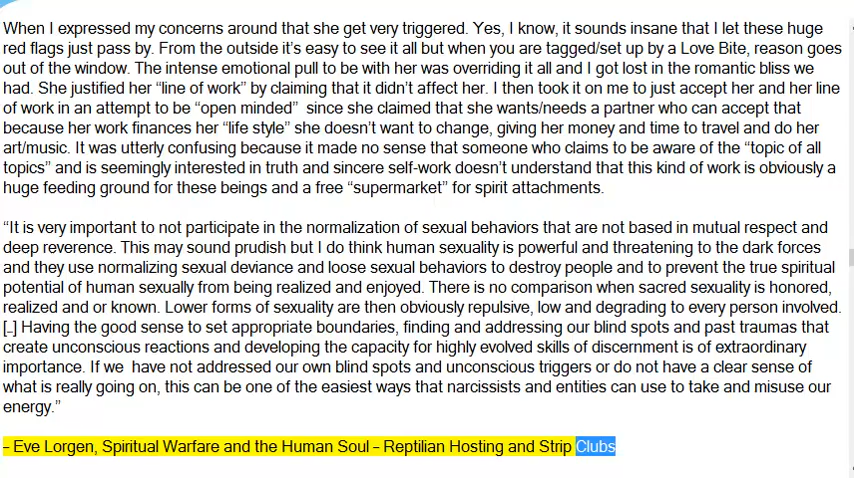 When I expressed my concerns around that she get very triggered. Yes, I know, it sounds insane that I let these huge
red flags just pass by. From the outside it's easy to see it all but when you are tagged/set up by a Love Bite, reason goes
out of the window. The intense emotional pull to be with her was overriding it all and I got lost in the romantic bliss we
had. She justified her “line of work” by claiming that it didn't affect her. I then took it on me to just accept her and her line
of work in an attempt to be “open minded”  since she claimed that she wants/needs a partner who can accept that
because her work finances her “life style” she doesn't want to change, giving her money and time to travel and do her
art/music. It was utterly confusing because it made no sense that someone who claims to be aware of the “topic of all
topics” and is seemingly interested in truth and sincere self-work doesn't understand that this kind of work is obviously a
huge feeding ground for these beings and a free “supermarket” for spirit attachments.
“It is very important to not participate in the normalization of sexual behaviors that are not based in mutual respect and
deep reverence. This may sound prudish but I do think human sexuality is powerful and threatening to the dark forces
and they use normalizing sexual deviance and loose sexual behaviors to destroy people and to prevent the true spiritual
potential of human sexually from being realized and enjoyed. There is no comparison when sacred sexuality is honored,
realized and or known. Lower forms of sexuality are then obviously repulsive, low and degrading to every person involved.
[..] Having the good sense to set appropriate boundaries, finding and addressing our blind spots and past traumas that
create unconscious reactions and developing the capacity for highly evolved skills of discernment is of extraordinary
importance. If we  have not addressed our own blind spots and unconscious triggers or do not have a clear sense of
what is really going on, this can be one of the easiest ways that narcissists and entities can use to take and misuse our
energy.”
– Eve Lorgen, Spiritual Warfare and the Human Soul – Reptilian Hosting and Strip Clubs